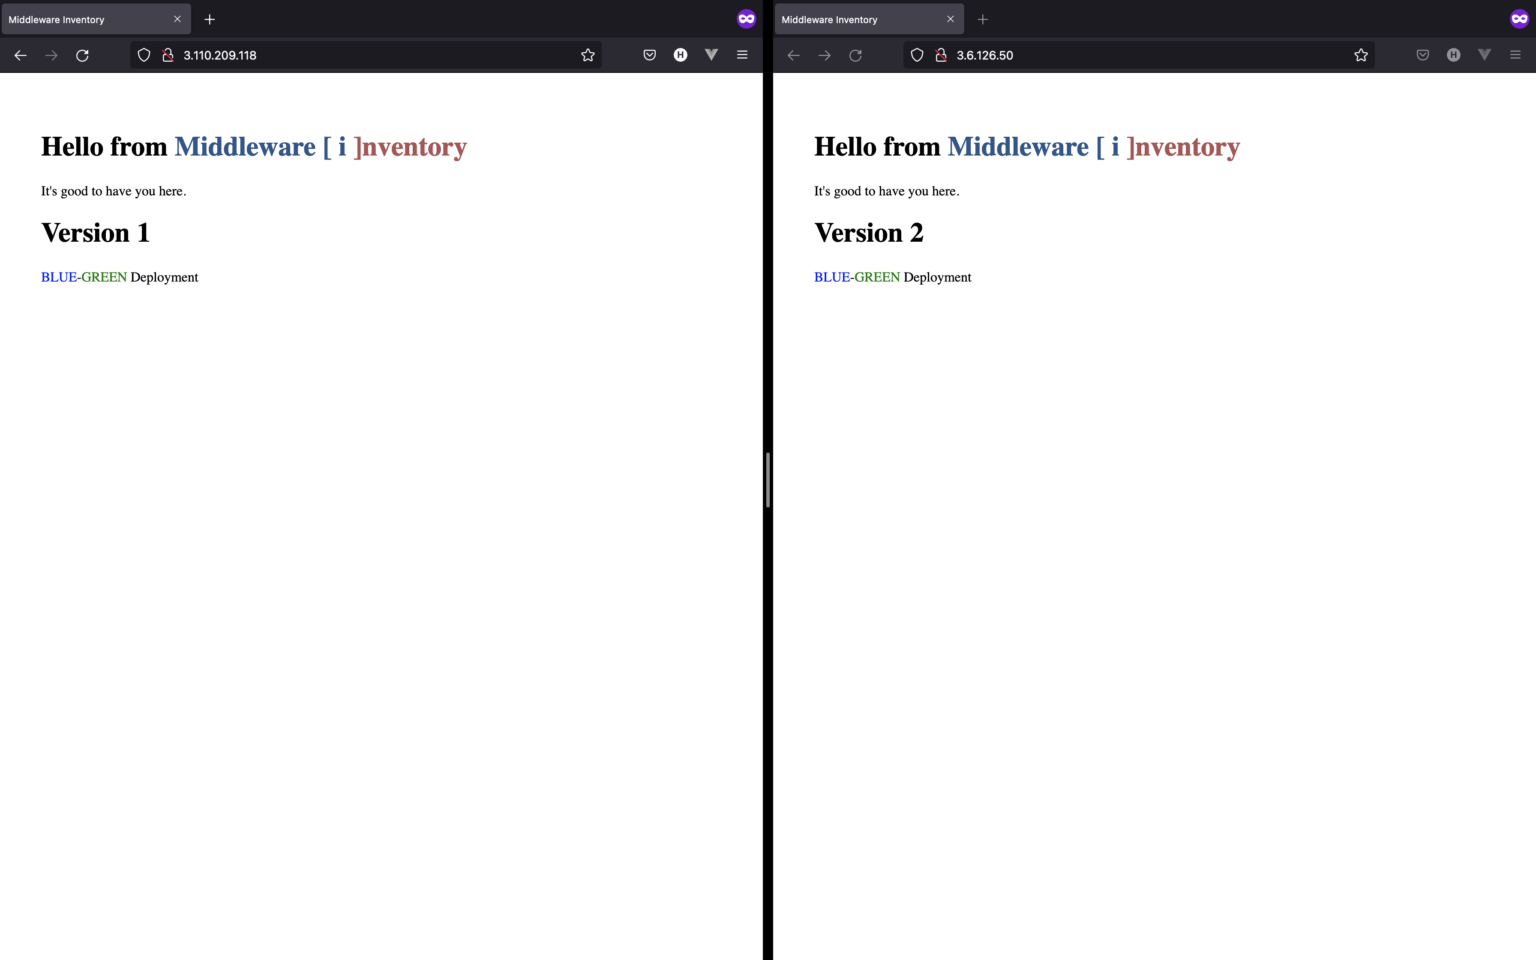 Middleware Inventory
3.110.209.118
H
Hello from Middleware [ i ]nventory
It's good to have you here.
Version 1
BLUE-GREEN Deployment
Middleware Inventory
3.6.126.50
H
Hello from Middleware [ i ]nventory
It's good to have you here.
Version 2
BLUE-GREEN Deployment